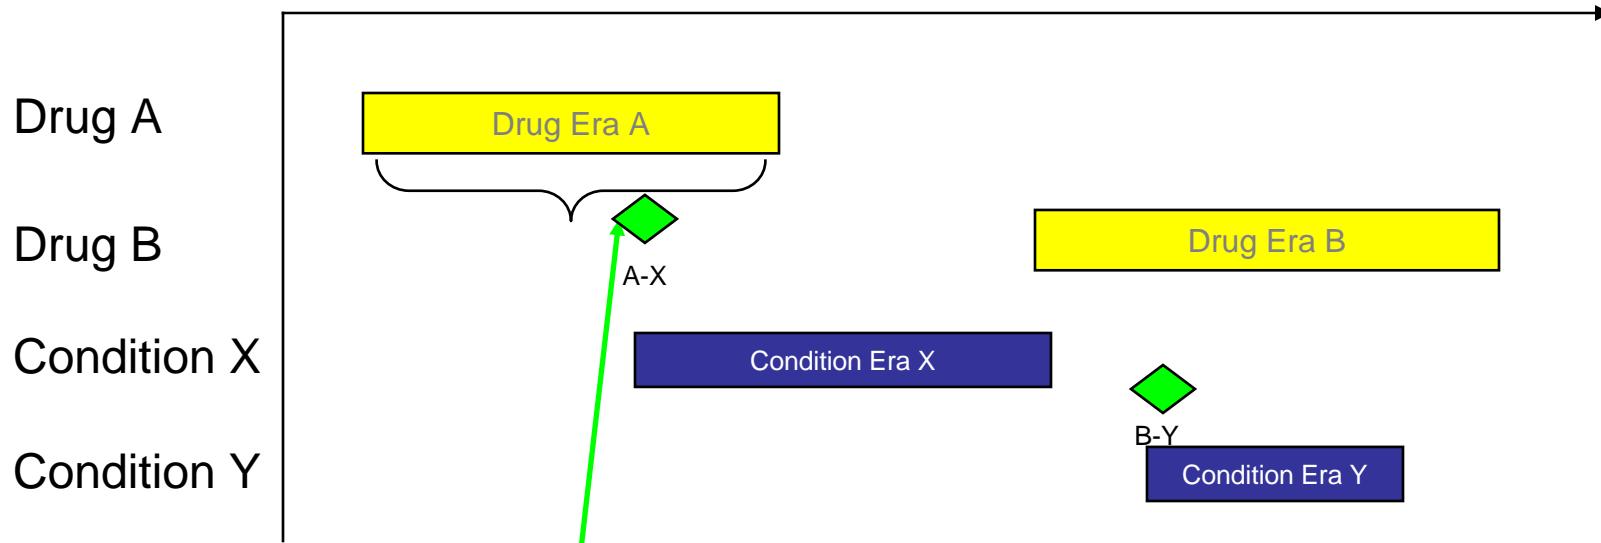 Drug A
Drug Era A
Drug B
Drug Era B
A-X
Condition X
Condition Era X
B-Y
Condition Y
Condition Era Y